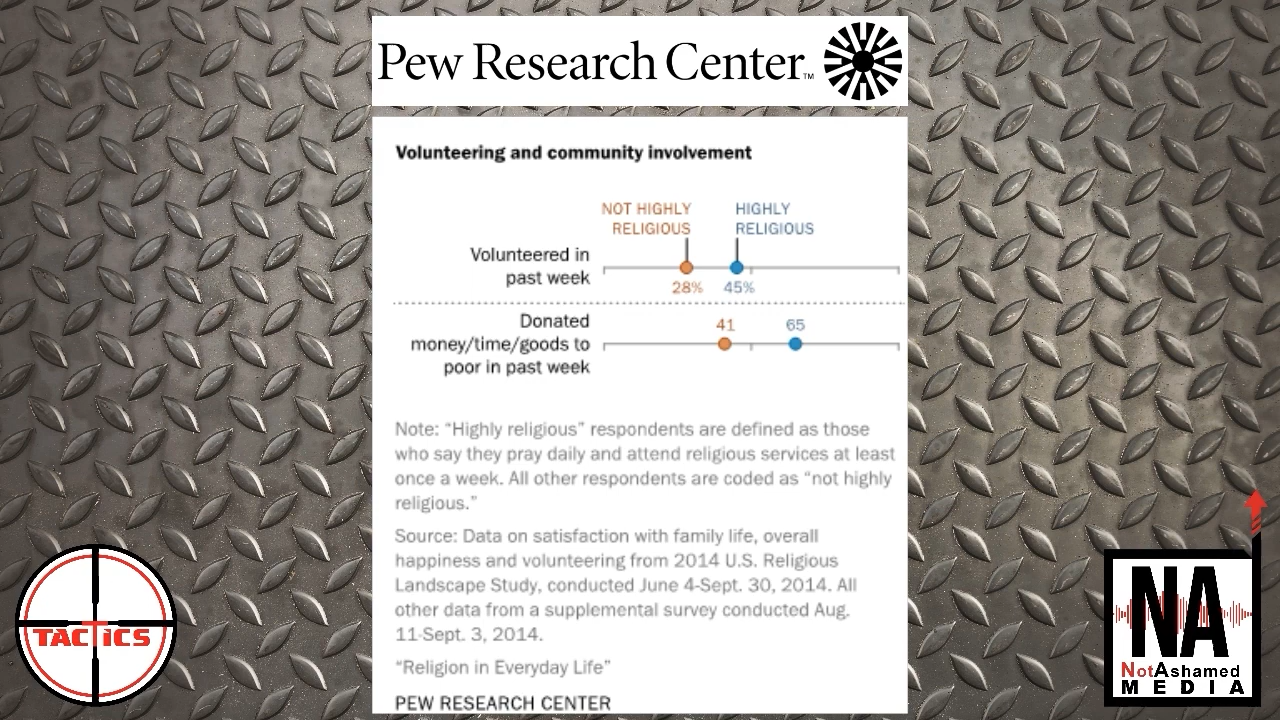 Pew Research Center™
Volunteering and community involvement
NOT HIGHLY
RELIGIOUS
HIGHLY
RELIGIOUS
Volunteered in
past week
28%
45%
Donated
money/time/goods to
poor in past week
41
65
Note: “Highly religious” respondents are defined as those
who say they pray daily and attend religious services at least
once a week. All other respondents are coded as “not highly
religious.”
Source: Data on satisfaction with family life, overall
happiness and volunteering from 2014 U.S. Religious
Landscape Study, conducted June 4-Sept. 30, 2014. All
other data from a supplemental survey conducted Aug.
11-Sept. 3, 2014.
“Religion in Everyday Life”
PEW RESEARCH CENTER
TACTICS
NA
NotAshamed
MEDIA